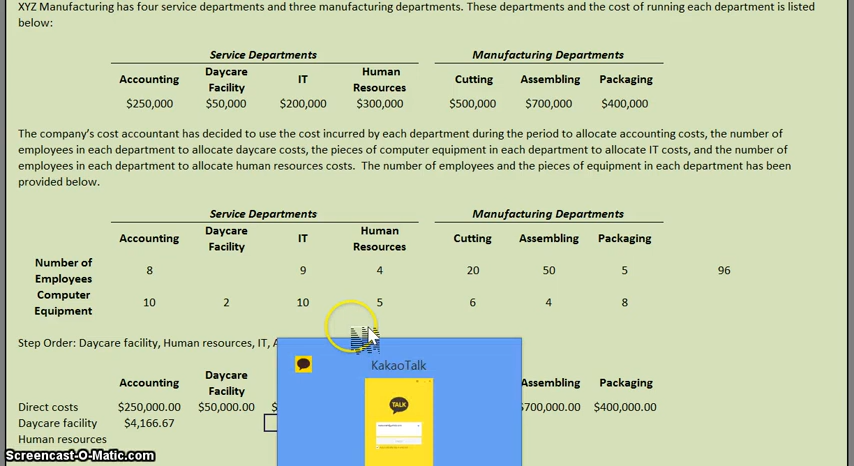 XYZ Manufacturing has four service departments and three manufacturing departments. These departments and the cost of running each department is listed
below:
Service Departments Manufacturing Departments
Accounting Daycare Facility IT Human Resources Cutting Assembling Packaging
$250,000 $50,000 $200,000 $300,000 $500,000 $700,000 $400,000
The company's cost accountant has decided to use the cost incurred by each department during the period to allocate accounting costs, the number of
employees in each department to allocate daycare costs, the pieces of computer equipment in each department to allocate IT costs, and the number of
employees in each department to allocate human resources costs. The number of employees and the pieces of equipment in each department has been
provided below.
Service Departments Manufacturing Departments
Accounting Daycare Facility IT Human Resources Cutting Assembling Packaging
Number of Employees 8 9 4 20 50 5 96
Computer Equipment 10 2 10 5 6 4 8
Step Order: Daycare facility, Human resources, IT, A
KakaoTalk
TALK
Accounting Daycare Facility Assembling Packaging
Direct costs $250,000.00 $50,000.00 $ $700,000.00 $400,000.00
Daycare facility $4,166.67
Human resources
Screencast-O-Matic.com